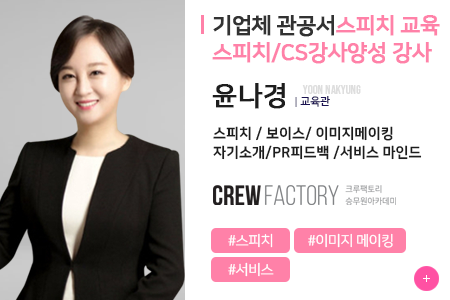 기업체 관공서스피치 교육
스피치/CS강사양성 강사
윤나경 YOON NAKYUNG
| 교육관
스피치 / 보이스/ 이미지메이킹
자기소개/PR피드백 /서비스 마인드
CREW FACTORY 크루팩토리
승무원아카데미
#스피치 #이미지 메이킹
#서비스
+